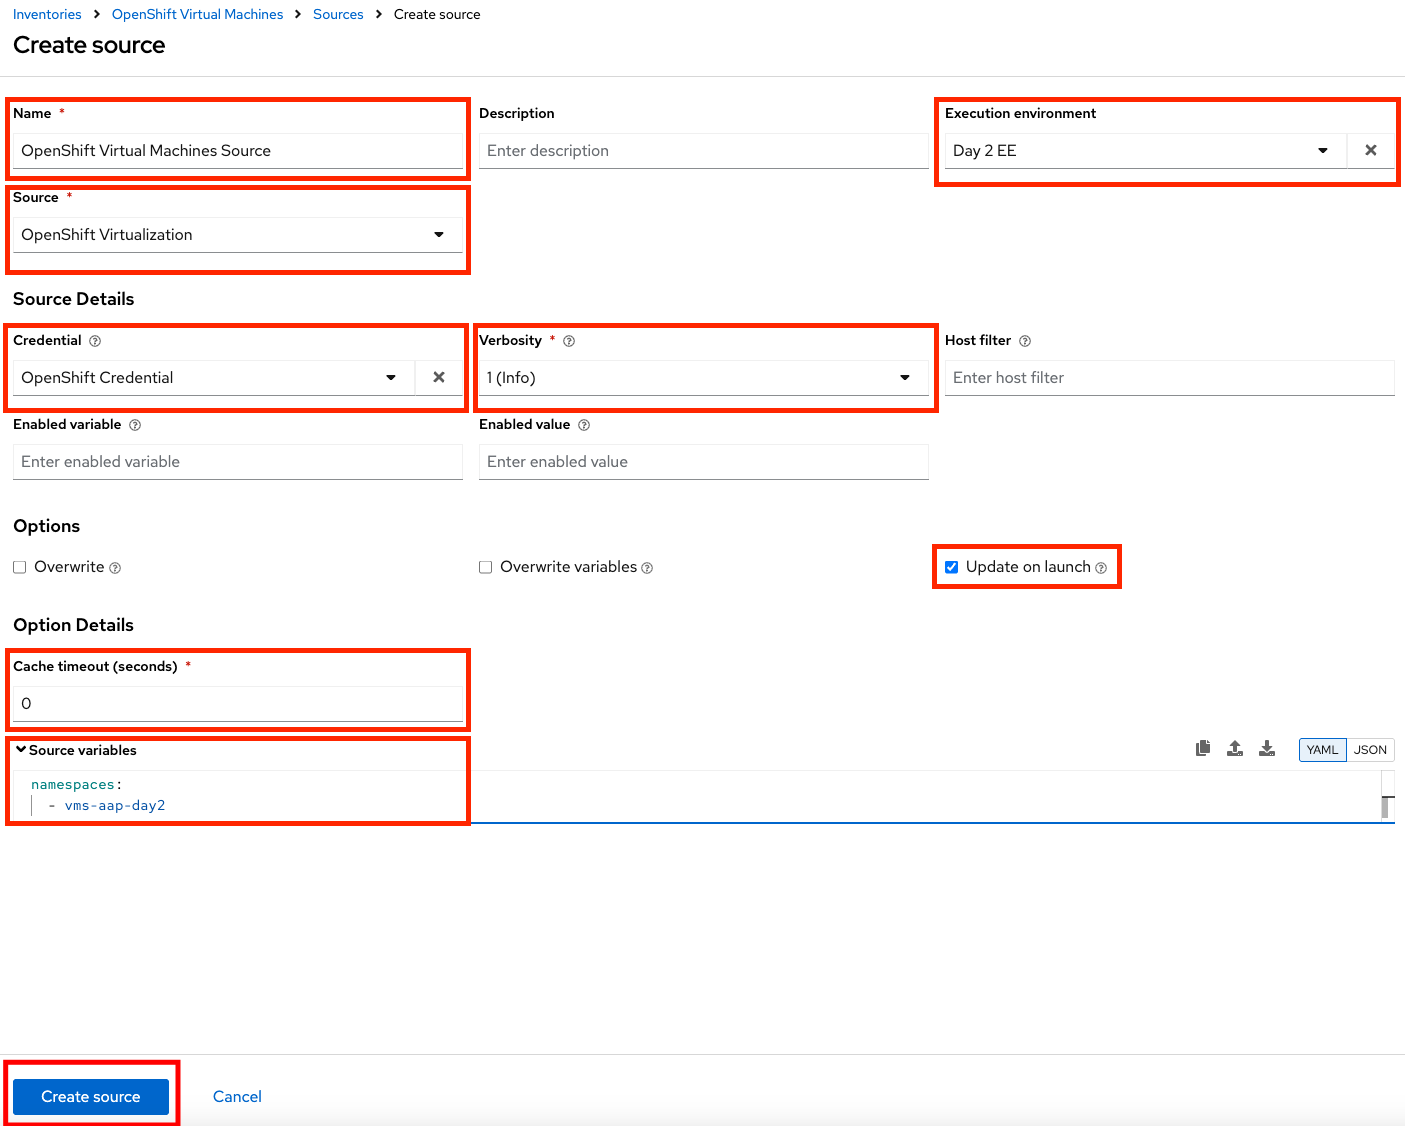 Inventories > OpenShift Virtual Machines > Sources > Create source
Create source
Name *
Description
Execution environment
OpenShift Virtual Machines Source
Enter description
Day 2 EE
Source *
OpenShift Virtualization
Source Details
Credential
Verbosity *
Host filter
OpenShift Credential
1 (Info)
Enter host filter
Enabled variable
Enabled value
Enter enabled variable
Enter enabled value
Options
Overwrite
Overwrite variables
Update on launch
Option Details
Cache timeout (seconds) *
0
Source variables
YAML JSON
namespaces:
- vms-aap-day2
Create source
Cancel